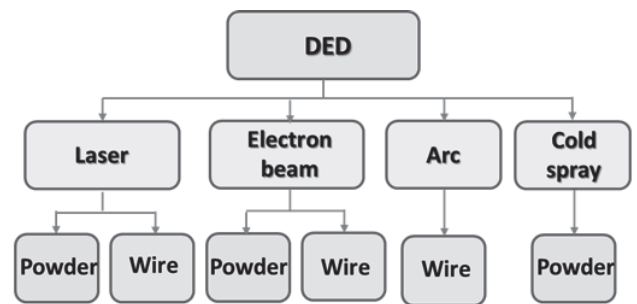 DED
Laser
Electron
beam
Arc
Cold
spray
Powder
Wire
Powder
Wire
Wire
Powder